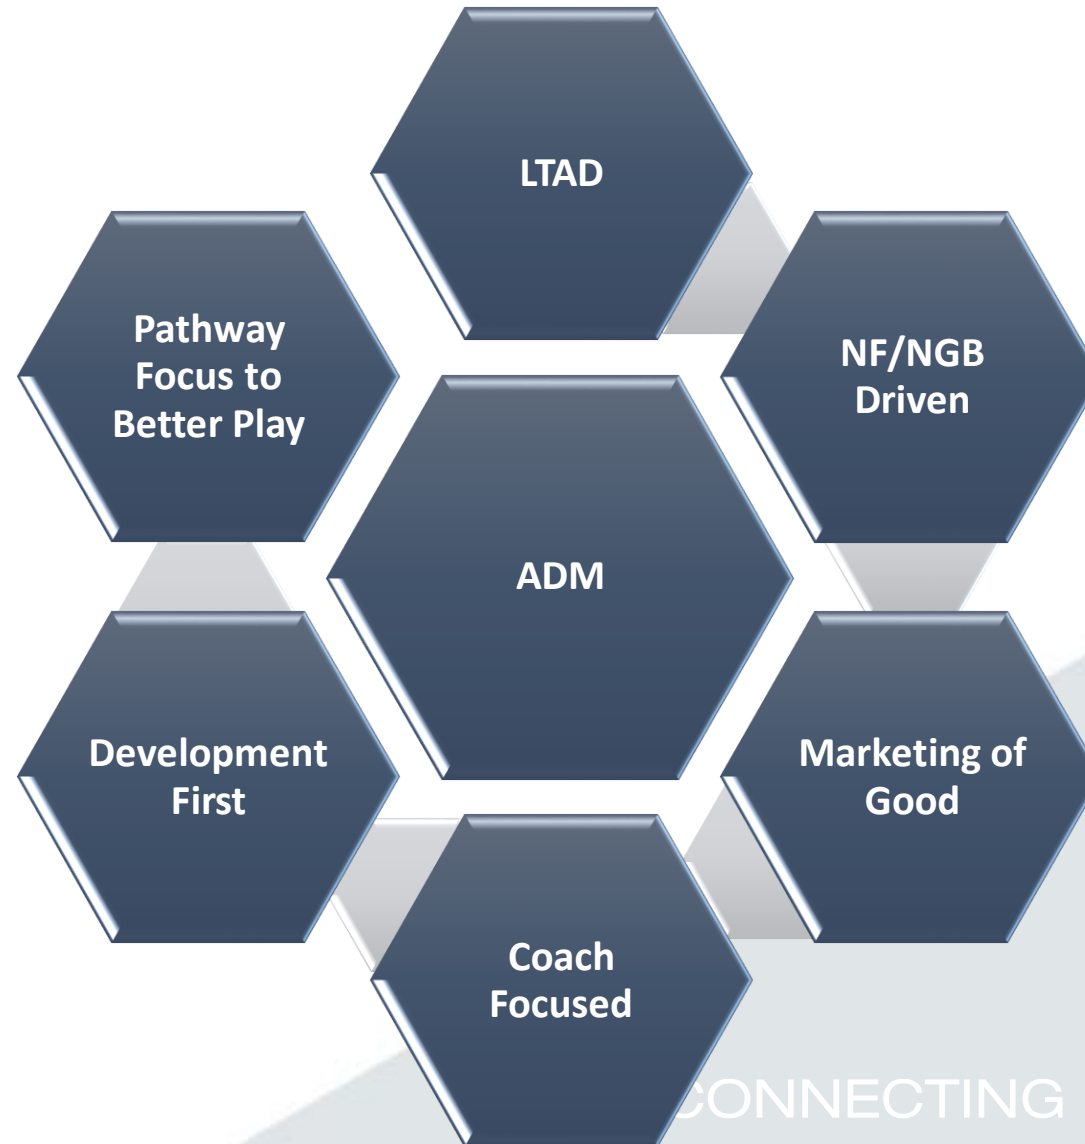 LTAD
Pathway
Focus to
Better Play
NF/NGB
Driven
ADM
Development
First
Marketing of
Good
Coach
Focused
CONNECTING